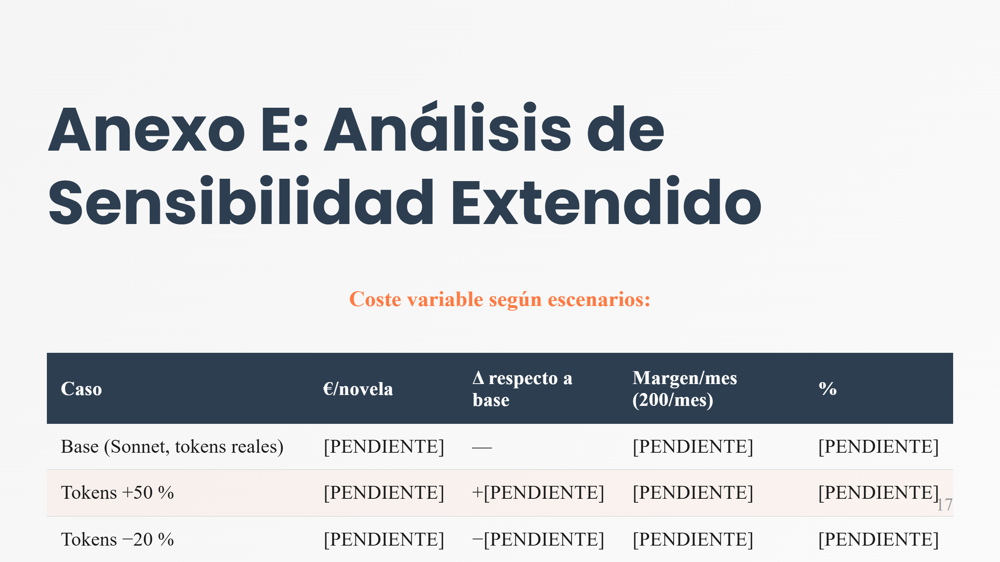 Anexo E: Análisis de
Sensibilidad Extendido
Coste variable según escenarios:
Caso €/novela Δ respecto a base Margen/mes (200/mes) %
Base (Sonnet, tokens reales) [PENDIENTE] — [PENDIENTE] [PENDIENTE]
Tokens +50 % [PENDIENTE] +[PENDIENTE] [PENDIENTE] [PENDIENTE]
17
Tokens −20 % [PENDIENTE] −[PENDIENTE] [PENDIENTE] [PENDIENTE]